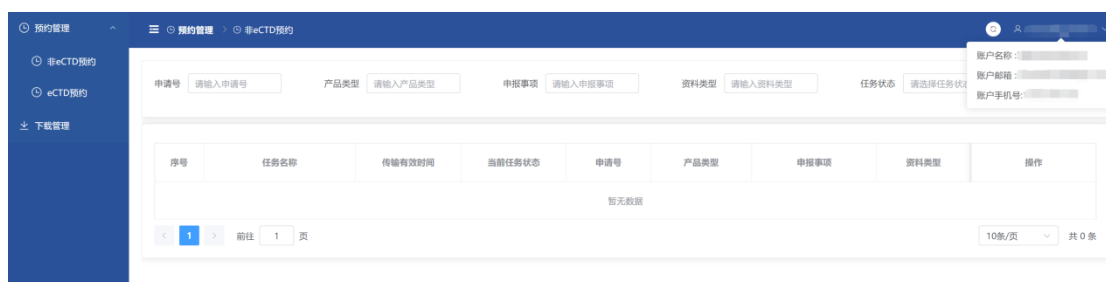 预约管理
非eCTD预约
eCTD预约
下载管理
预约管理 > 非eCTD预约
账户名称:
账户邮箱:
账户手机号:
申请号 请输入申请号 产品类型 请输入产品类型 申报事项 请输入申报事项 资料类型 请输入资料类型 任务状态 请选择任务状
序号 任务名称 传输有效时间 当前任务状态 申请号 产品类型 申报事项 资料类型 操作
暂无数据
< 1 > 前往 1 页 10条/页 共 0 条